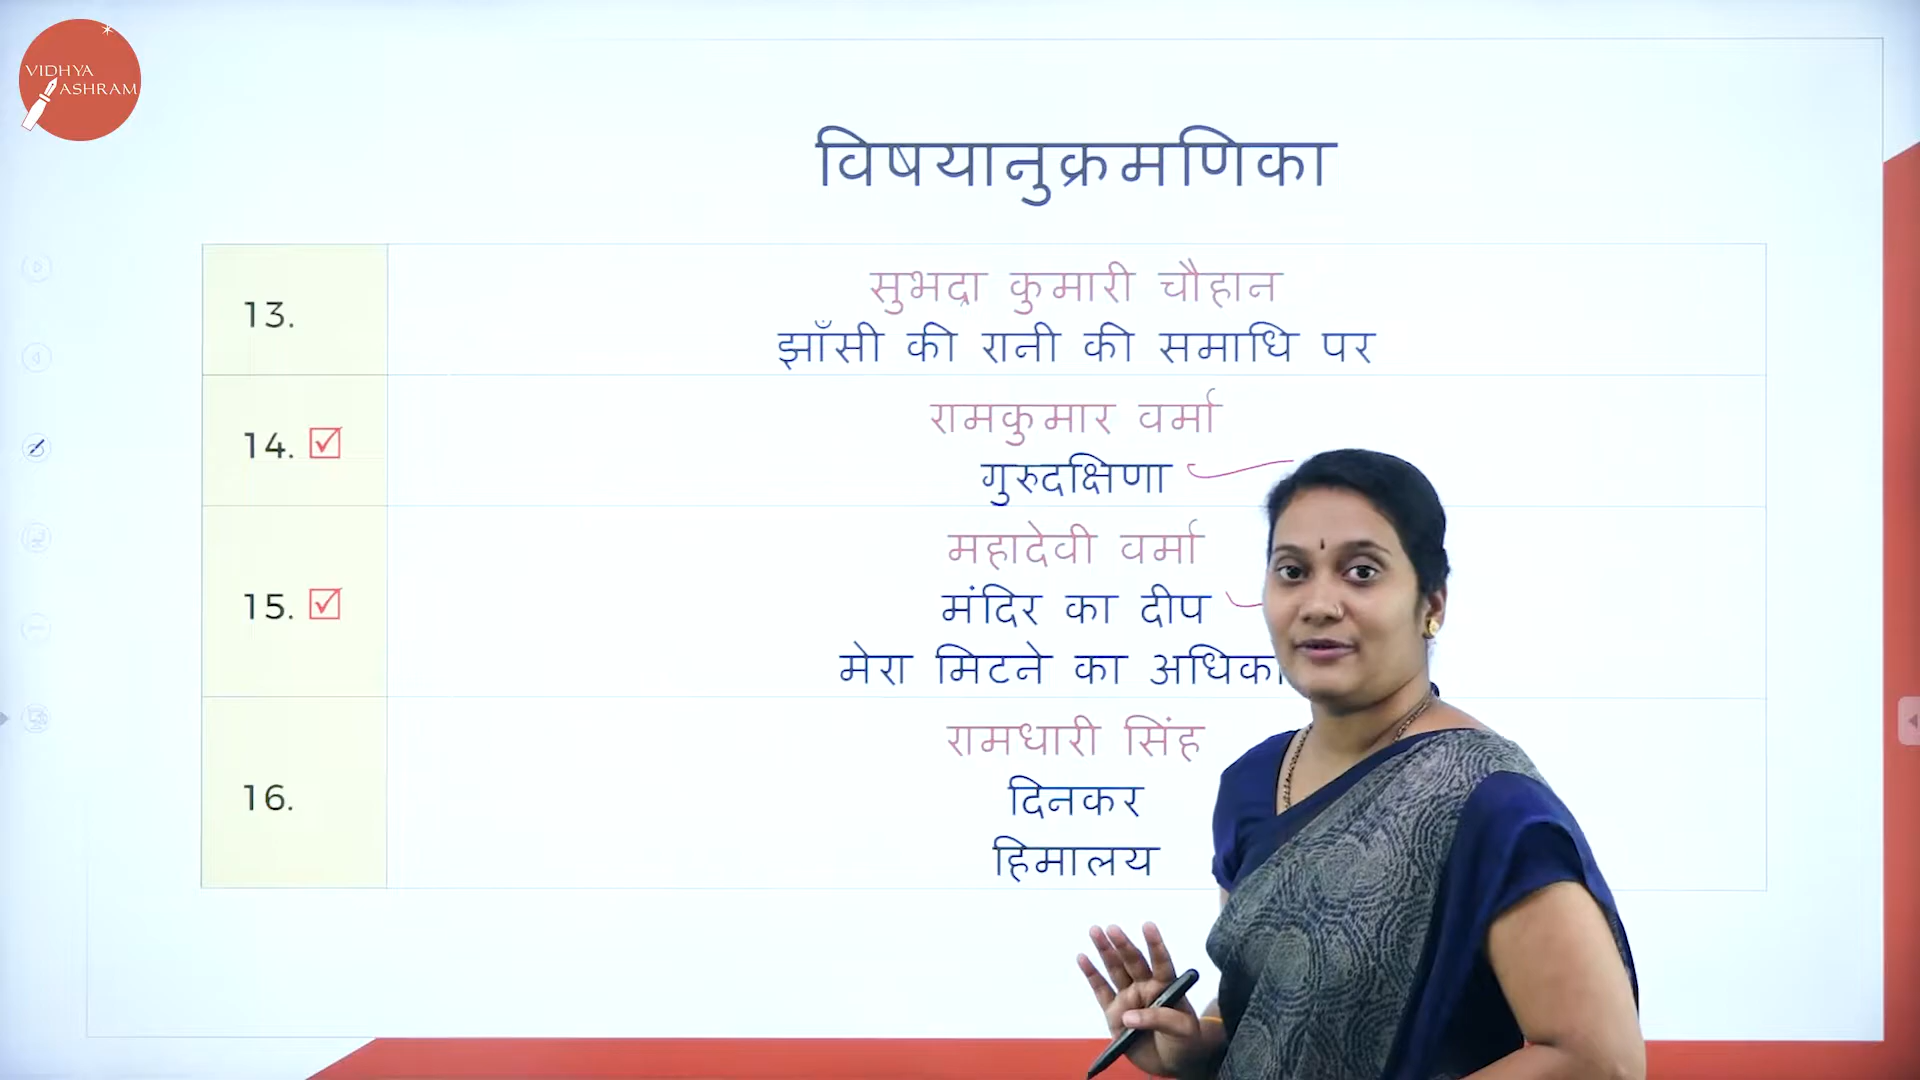 VIDHYA
ASHRAM
विषयानुक्रमणिका
13.
सुभद्रा कुमारी चौहान
झाँसी की रानी की समाधि पर
14.
रामकुमार वर्मा
गुरुदक्षिणा
15.
महादेवी वर्मा
मंदिर का दीप
मेरा मिटने का
16.
रामधारी सिंह
दिनकर
हिमालय